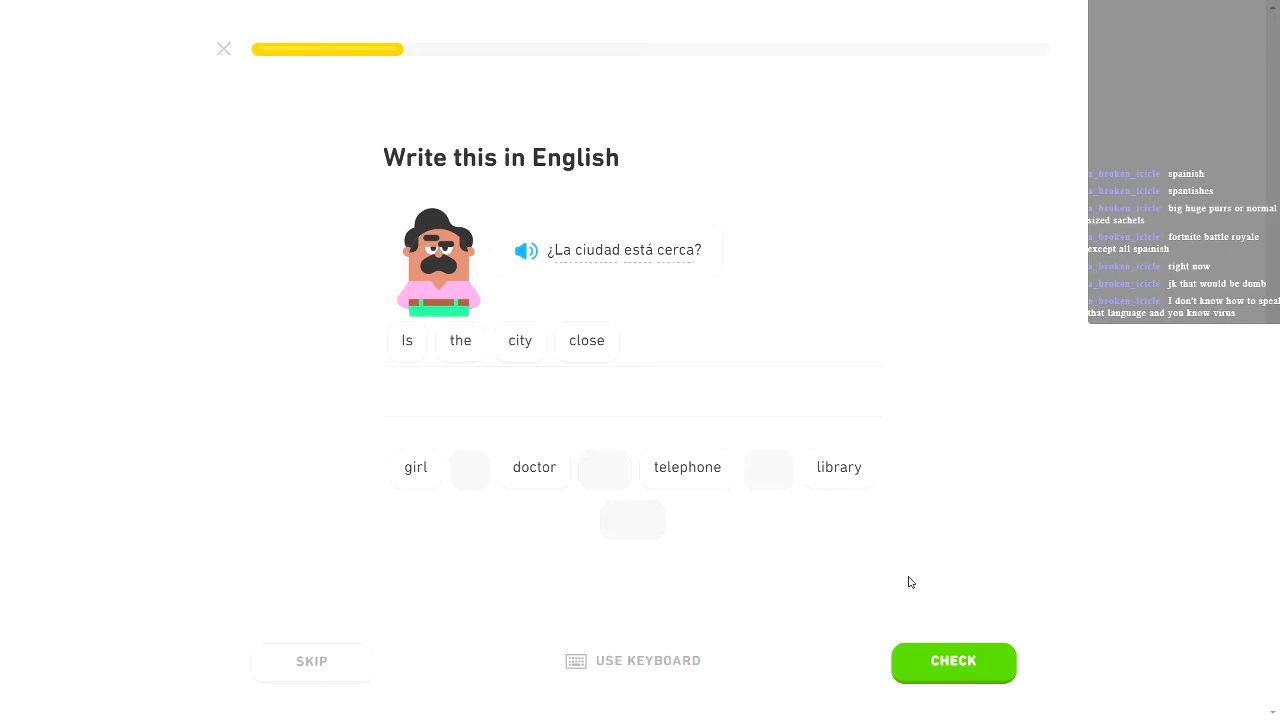 Write this in English
¿La ciudad está cerca?
Is the city close
girl doctor telephone library
SKIP
USE KEYBOARD
CHECK
a_broken_icicle spainish
a_broken_icicle spantishes
a_broken_icicle big huge purrs or normal
sized sachels
a_broken_icicle fortnite battle royale
except all spainish
a_broken_icicle right now
a_broken_icicle jk that would be dumb
a_broken_icicle I don't know how to speak
that language and you know virus